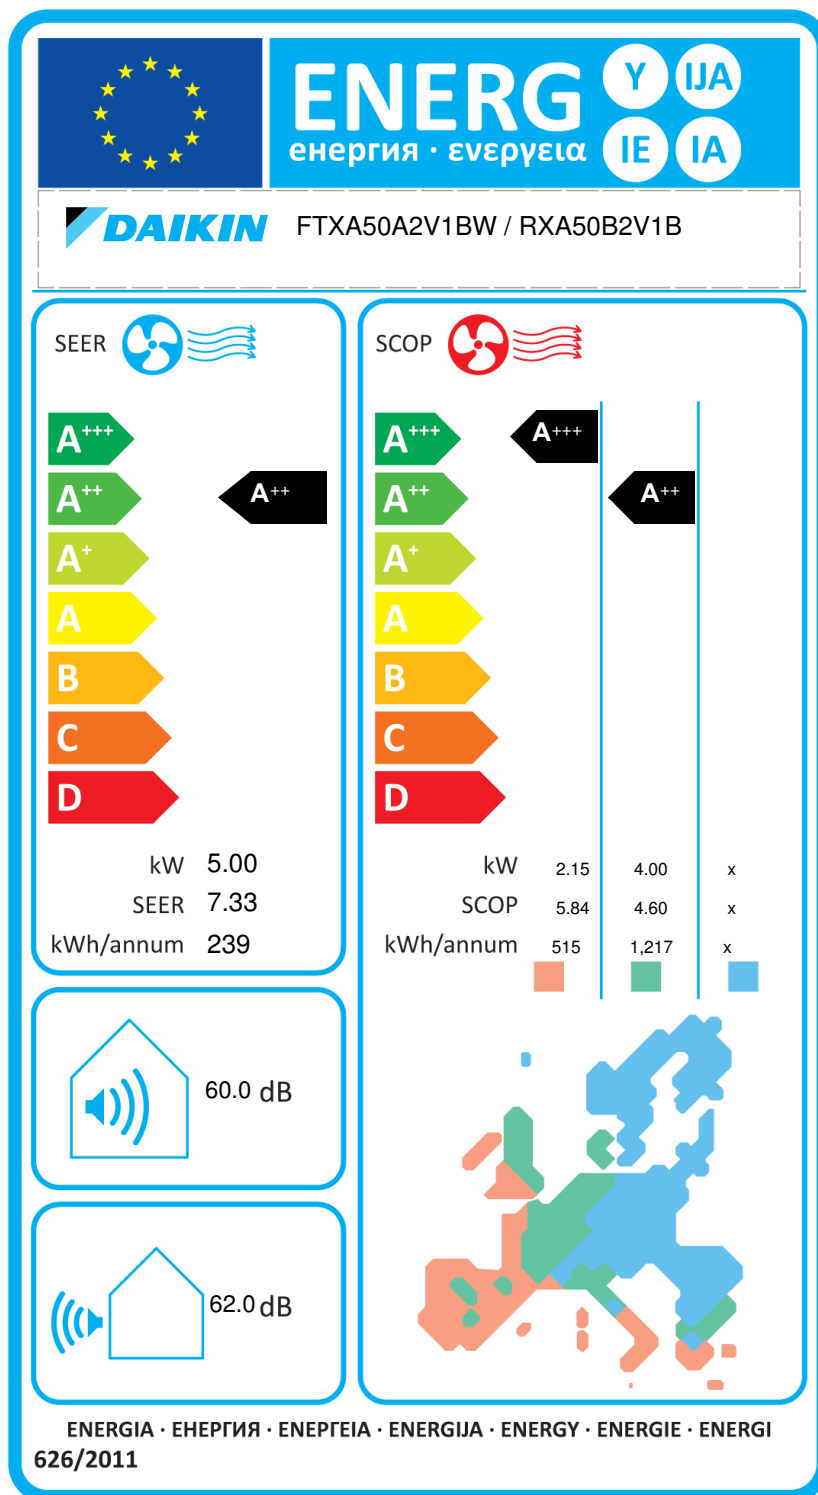 ENERG Y IJA
енергия · ενεργεια IE IA
DAIKIN FTXA50A2V1BW / RXA50B2V1B
SEER
A+++
A++ A++
A+
A
B
C
D
kW 5.00
SEER 7.33
kWh/annum 239
SCOP
A+++ A+++
A++ A++
A+
A
B
C
D
kW 2.15 4.00 x
SCOP 5.84 4.60 x
kWh/annum 515 1,217 x
60.0 dB
62.0 dB
ENERGIA · ЕНЕРГИЯ · ΕΝΕΡΓΕΙΑ · ENERGIJA · ENERGY · ENERGIE · ENERGI
626/2011